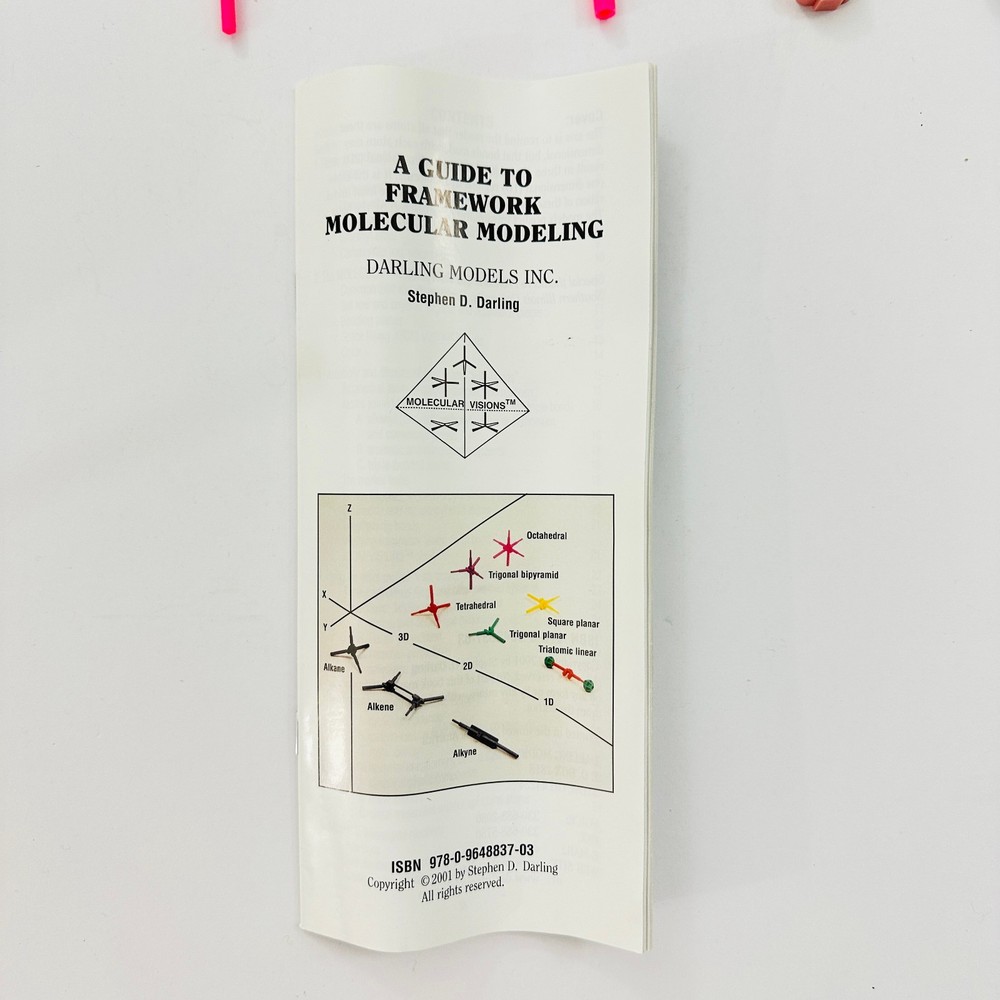 A GUIDE TO
FRAMEWORK
MOLECULAR MODELING
DARLING MODELS INC.
Stephen D. Darling
MOLECULAR VISIONS™
Z
Octahedral
Trigonal bipyramid
X
Tetrahedral
Square planar
Y
3D
Trigonal planar
Triatomic linear
Alkane
2D
Alkene
1D
Alkyne
ISBN 978-0-9648837-03
Copyright ©2001 by Stephen D. Darling
All rights reserved.